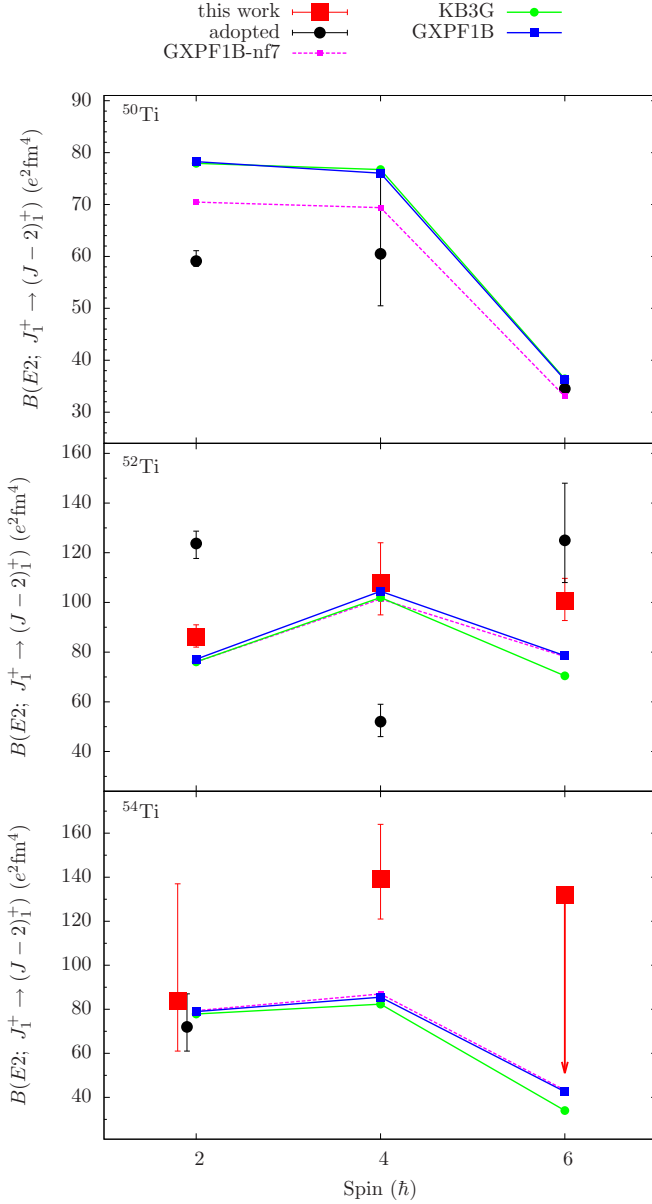 this work
adopted
GXPF1B-nf7
KB3G
GXPF1B
⁵⁰Ti
B(E2; J₁⁺ → (J − 2)₁⁺) (e²fm⁴)
90
80
70
60
50
40
30
⁵²Ti
B(E2; J₁⁺ → (J − 2)₁⁺) (e²fm⁴)
160
140
120
100
80
60
40
⁵⁴Ti
B(E2; J₁⁺ → (J − 2)₁⁺) (e²fm⁴)
160
140
120
100
80
60
40
2 4 6
Spin (ℏ)